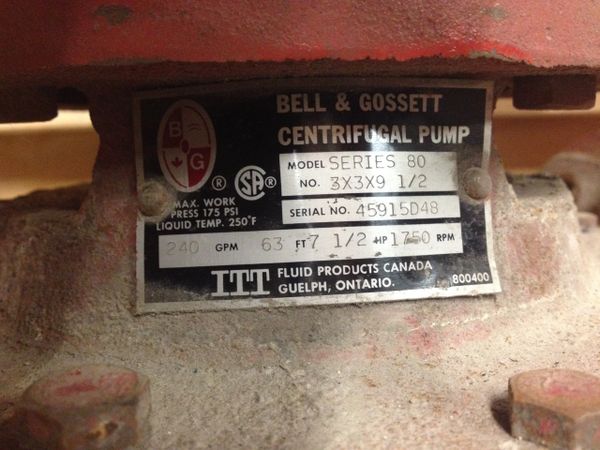 BELL & GOSSETT
CENTRIFUGAL PUMP
B
G
®
SA ®
MODEL SERIES 80
NO. 3X3X9 1/2
SERIAL NO. 45915D48
MAX. WORK
PRESS 175 PSI
LIQUID TEMP. 250°F
240 GPM 63 FT 7 1/2 HP 1750 RPM
ITT FLUID PRODUCTS CANADA
GUELPH, ONTARIO.
800400